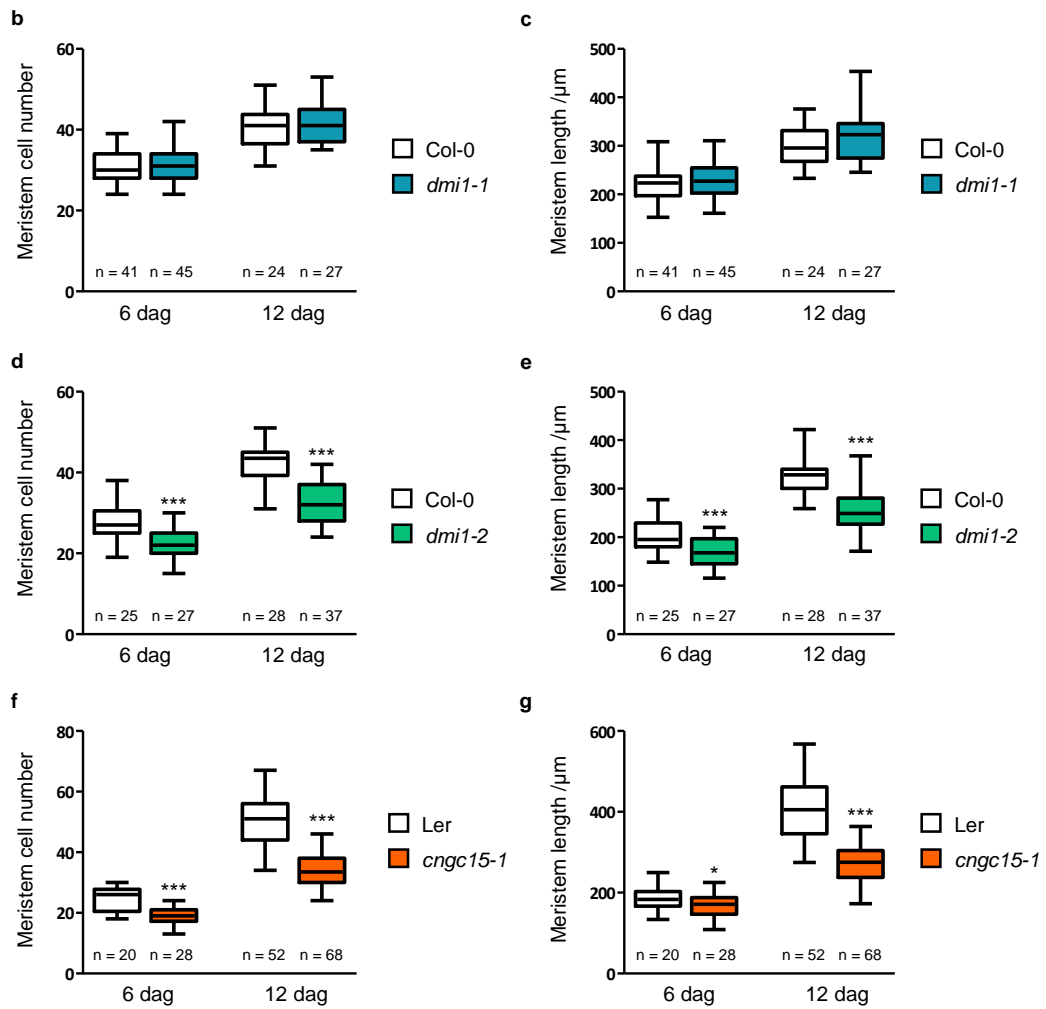 b
Meristem cell number
60
40
20
0
n = 41 n = 45 n = 24 n = 27
6 dag 12 dag
Col-0
dmi1-1
c
Meristem length /µm
500
400
300
200
100
0
n = 41 n = 45 n = 24 n = 27
6 dag 12 dag
Col-0
dmi1-1
d
Meristem cell number
60
40
20
0
***
***
n = 25 n = 27 n = 28 n = 37
6 dag 12 dag
Col-0
dmi1-2
e
Meristem length /µm
500
400
300
200
100
0
***
***
n = 25 n = 27 n = 28 n = 37
6 dag 12 dag
Col-0
dmi1-2
f
Meristem cell number
80
60
40
20
0
***
***
n = 20 n = 28 n = 52 n = 68
6 dag 12 dag
Ler
cngc15-1
g
Meristem length /µm
600
400
200
0
***
*
n = 20 n = 28 n = 52 n = 68
6 dag 12 dag
Ler
cngc15-1